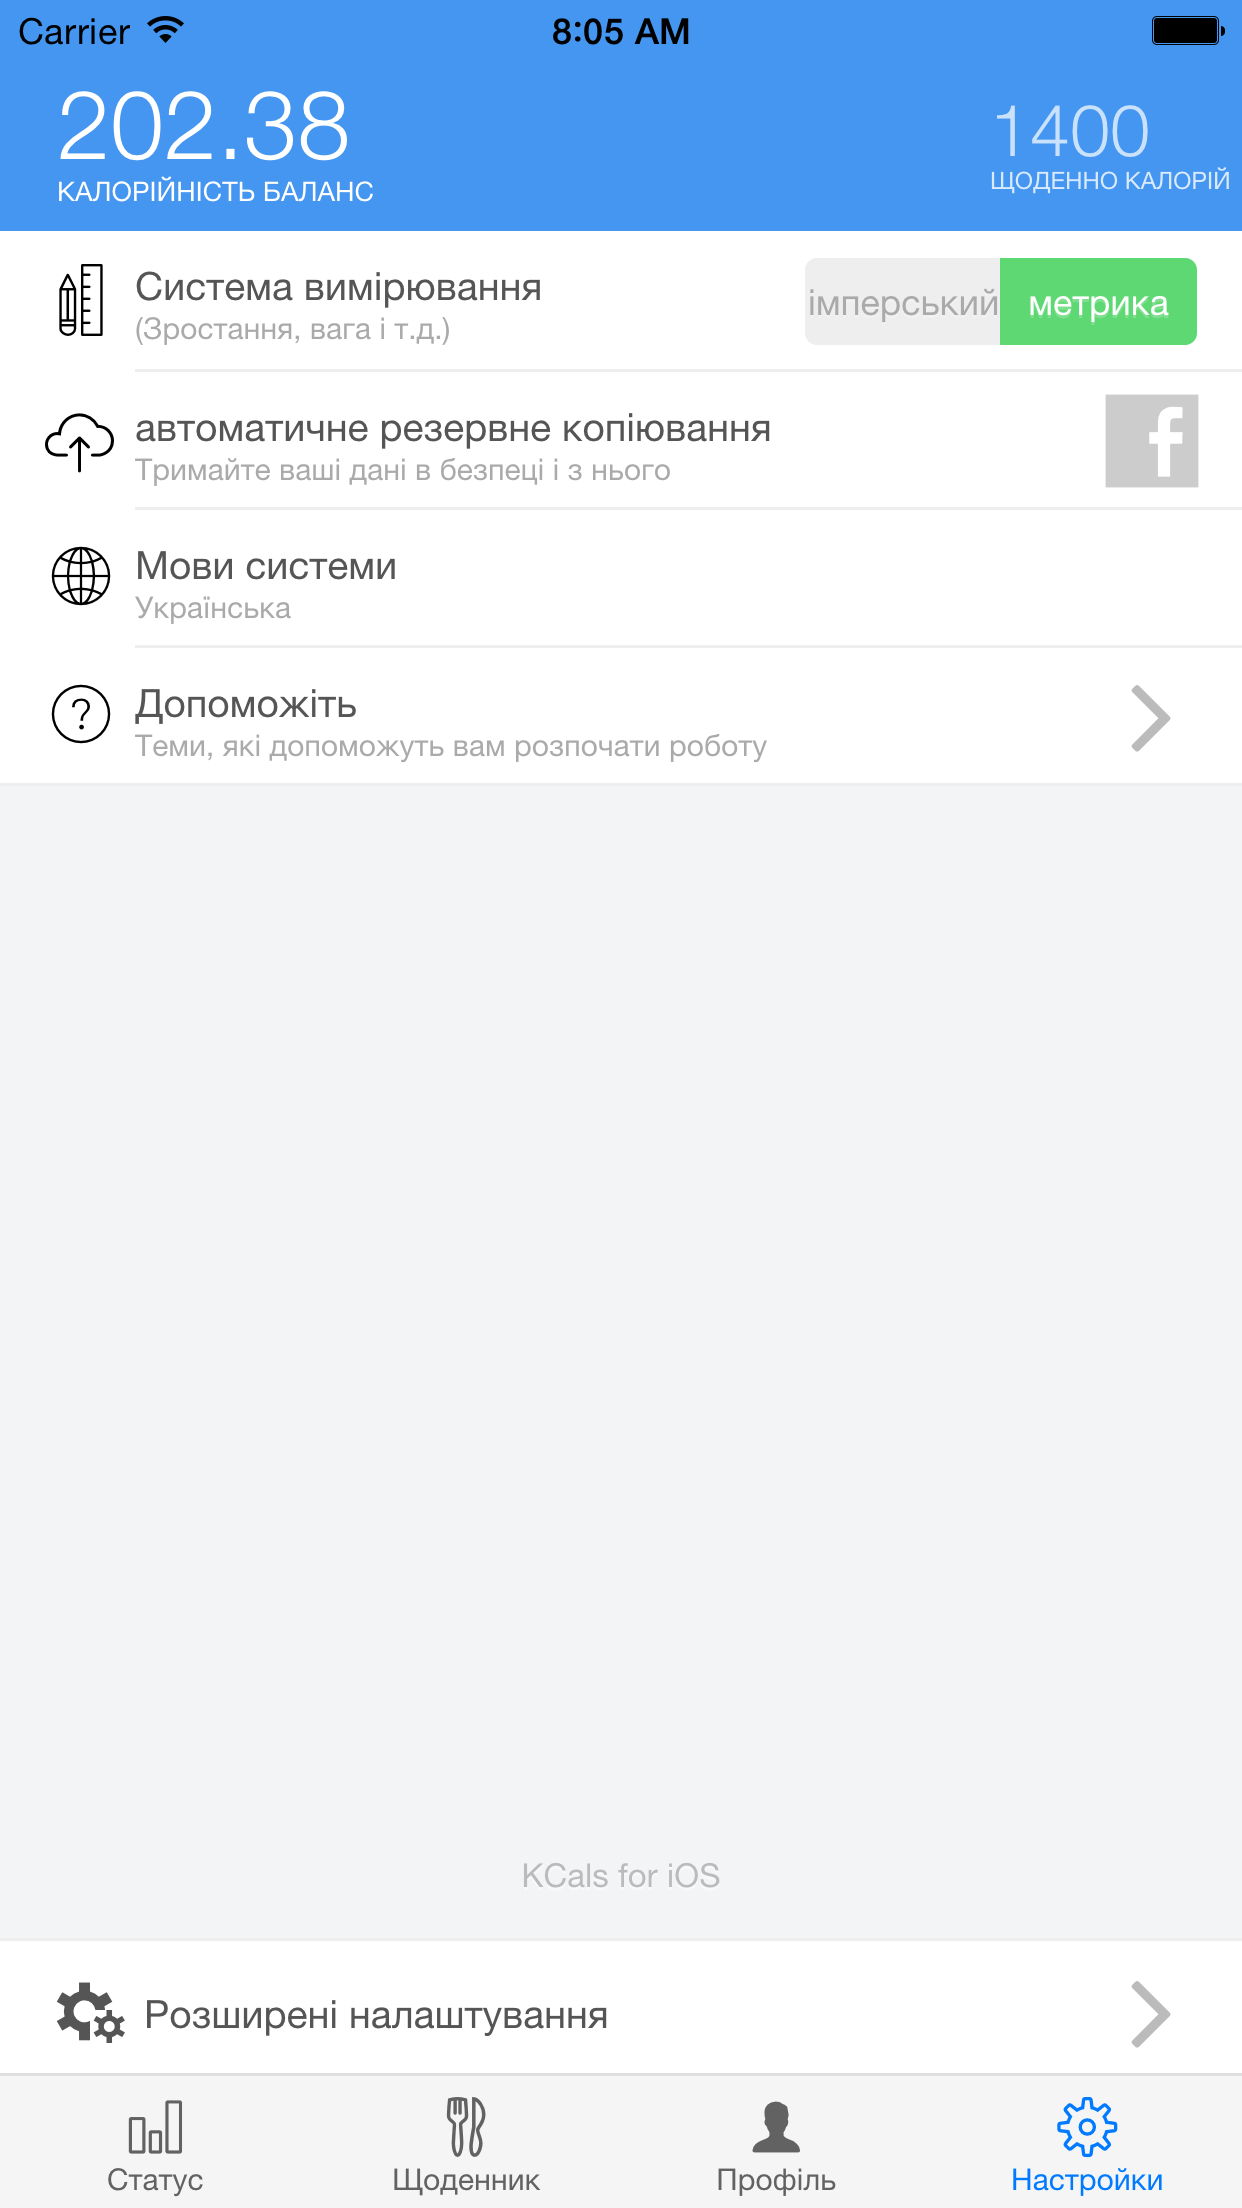 Carrier 8:05 AM
202.38
КАЛОРІЙНІСТЬ БАЛАНС
1400
ЩОДЕННО КАЛОРІЙ
Система вимірювання
(Зростання, вага і т.д.)
імперський метрика
автоматичне резервне копіювання
Тримайте ваші дані в безпеці і з нього
f
Мови системи
Українська
?
Допоможіть
Теми, які допоможуть вам розпочати роботу
KCals for iOS
Розширені налаштування
Статус Щоденник Профіль Настройки